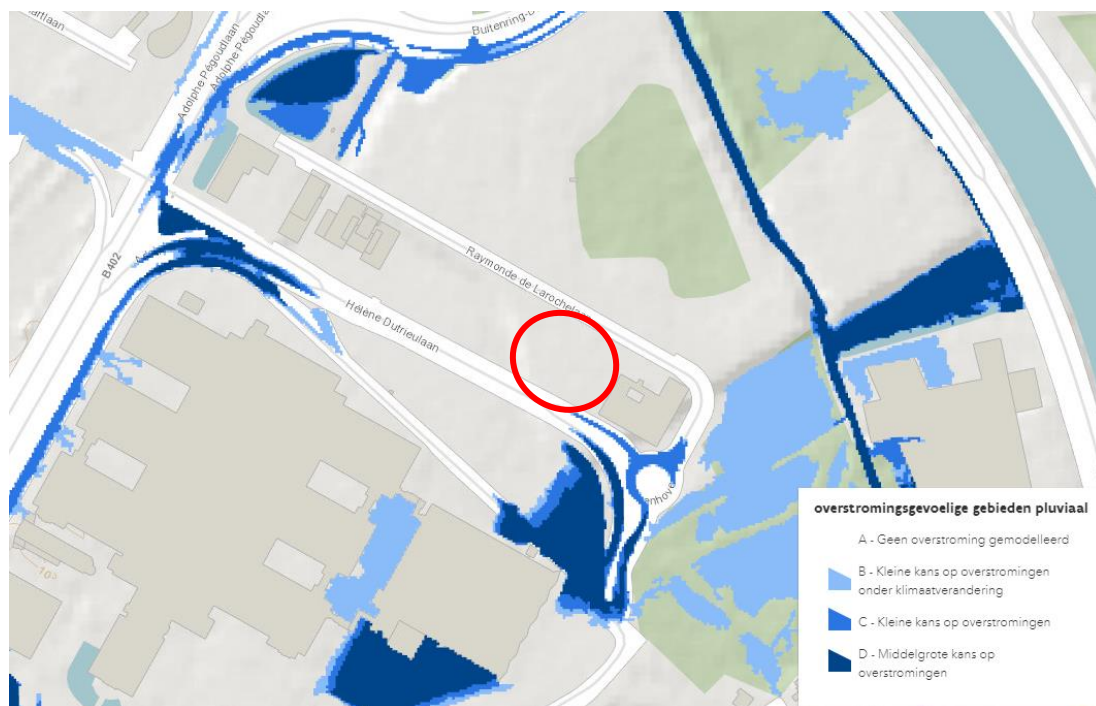 Buitenring-D
Adolphe Pégoudlaan
Adolphe Pégoudlaan
B402
Raymonde de Larochelaan
Hélène Dutrieulaan
overstromingsgevoelige gebieden pluviaal
A - Geen overstroming gemodelleerd
B - Kleine kans op overstromingen
onder klimaatverandering
C - Kleine kans op overstromingen
D - Middelgrote kans op
overstromingen